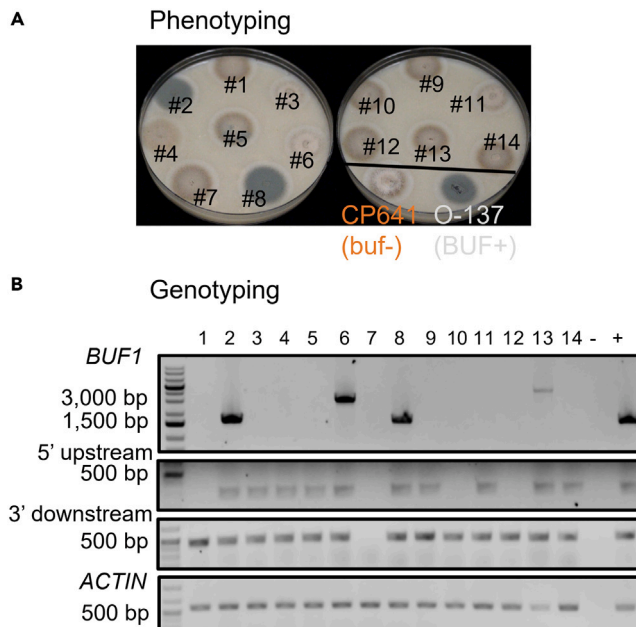 A
Phenotyping
#1
#2
#3
#4
#5
#6
#7
#8
#9
#10
#11
#12
#13
#14
CP641
(buf-)
O-137
(BUF+)
B
Genotyping
1 2 3 4 5 6 7 8 9 10 11 12 13 14 - +
BUF1
3,000 bp
1,500 bp
5' upstream
500 bp
3' downstream
500 bp
ACTIN
500 bp